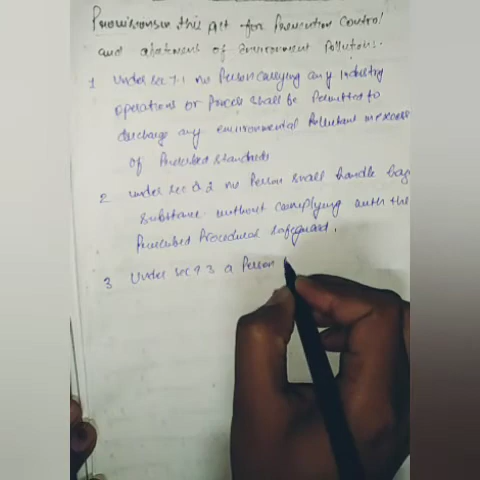 Provisions in this Act for Prevention Control
and abatement of Environment Pollution:.
1 Under sec 7.1 no Person carrying any industry
operations or Process shall be Permitted to
discharge any environmental Pollutant in excess
of Prescribed standards
2 under sec 2 no Person shall handle
substance without complying with the
Prescribed Procedural safeguard.
3 Under sec 3 a Person